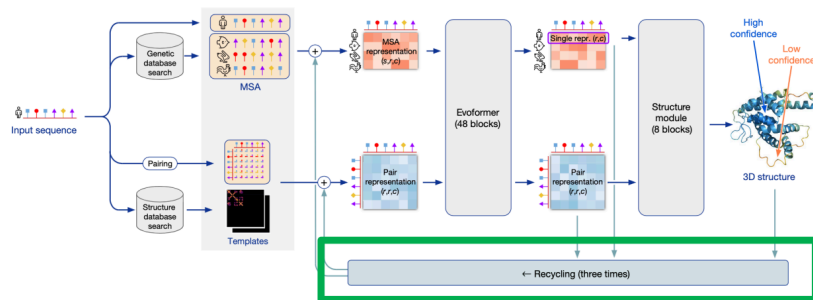 Input sequence
Genetic
database
search
MSA
Pairing
Structure
database
search
Templates
+
+
MSA
representation
(s,r,c)
Pair
representation
(r,r,c)
Evoformer
(48 blocks)
Single repr. (r,c)
Pair
representation
(r,r,c)
Structure
module
(8 blocks)
High
confidence
Low
confidence
3D structure
← Recycling (three times)